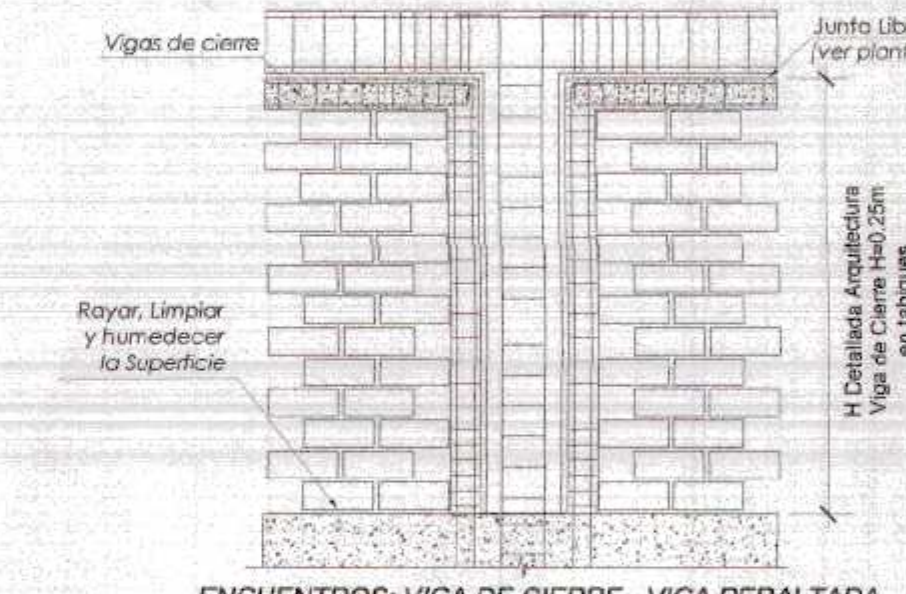 Vigas de cierre
Junta Lib
(ver plant
Rayar, Limpiar
y humedecer
la Superficie
H Detallada Arquitectura
Viga de Cierre H=0.25m
en tabiques
ENCUENTROS: VIGA DE CIERRE - VIGA PERALTADA